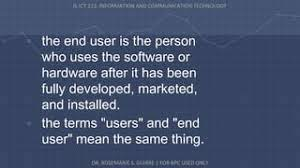 IS ICT 213: INFORMATION AND COMMUNICATION TECHNOLOGY
• the end user is the person
who uses the software or
hardware after it has been
fully developed, marketed,
and installed.
• the terms "users" and "end
user" mean the same thing.
DR. ROSEMARIE S. GUIRRE | FOR BPC USED ONLY